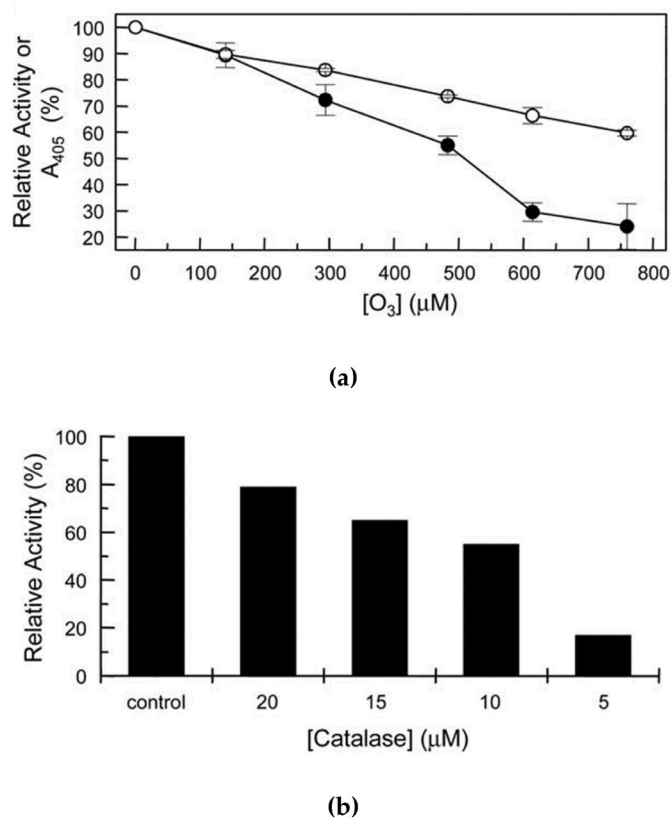 Relative Activity or
A405 (%)
100
90
80
70
60
50
40
30
20
0 100 200 300 400 500 600 700 800
[O3] (μM)
(a)
Relative Activity (%)
100
80
60
40
20
0
control 20 15 10 5
[Catalase] (μM)
(b)